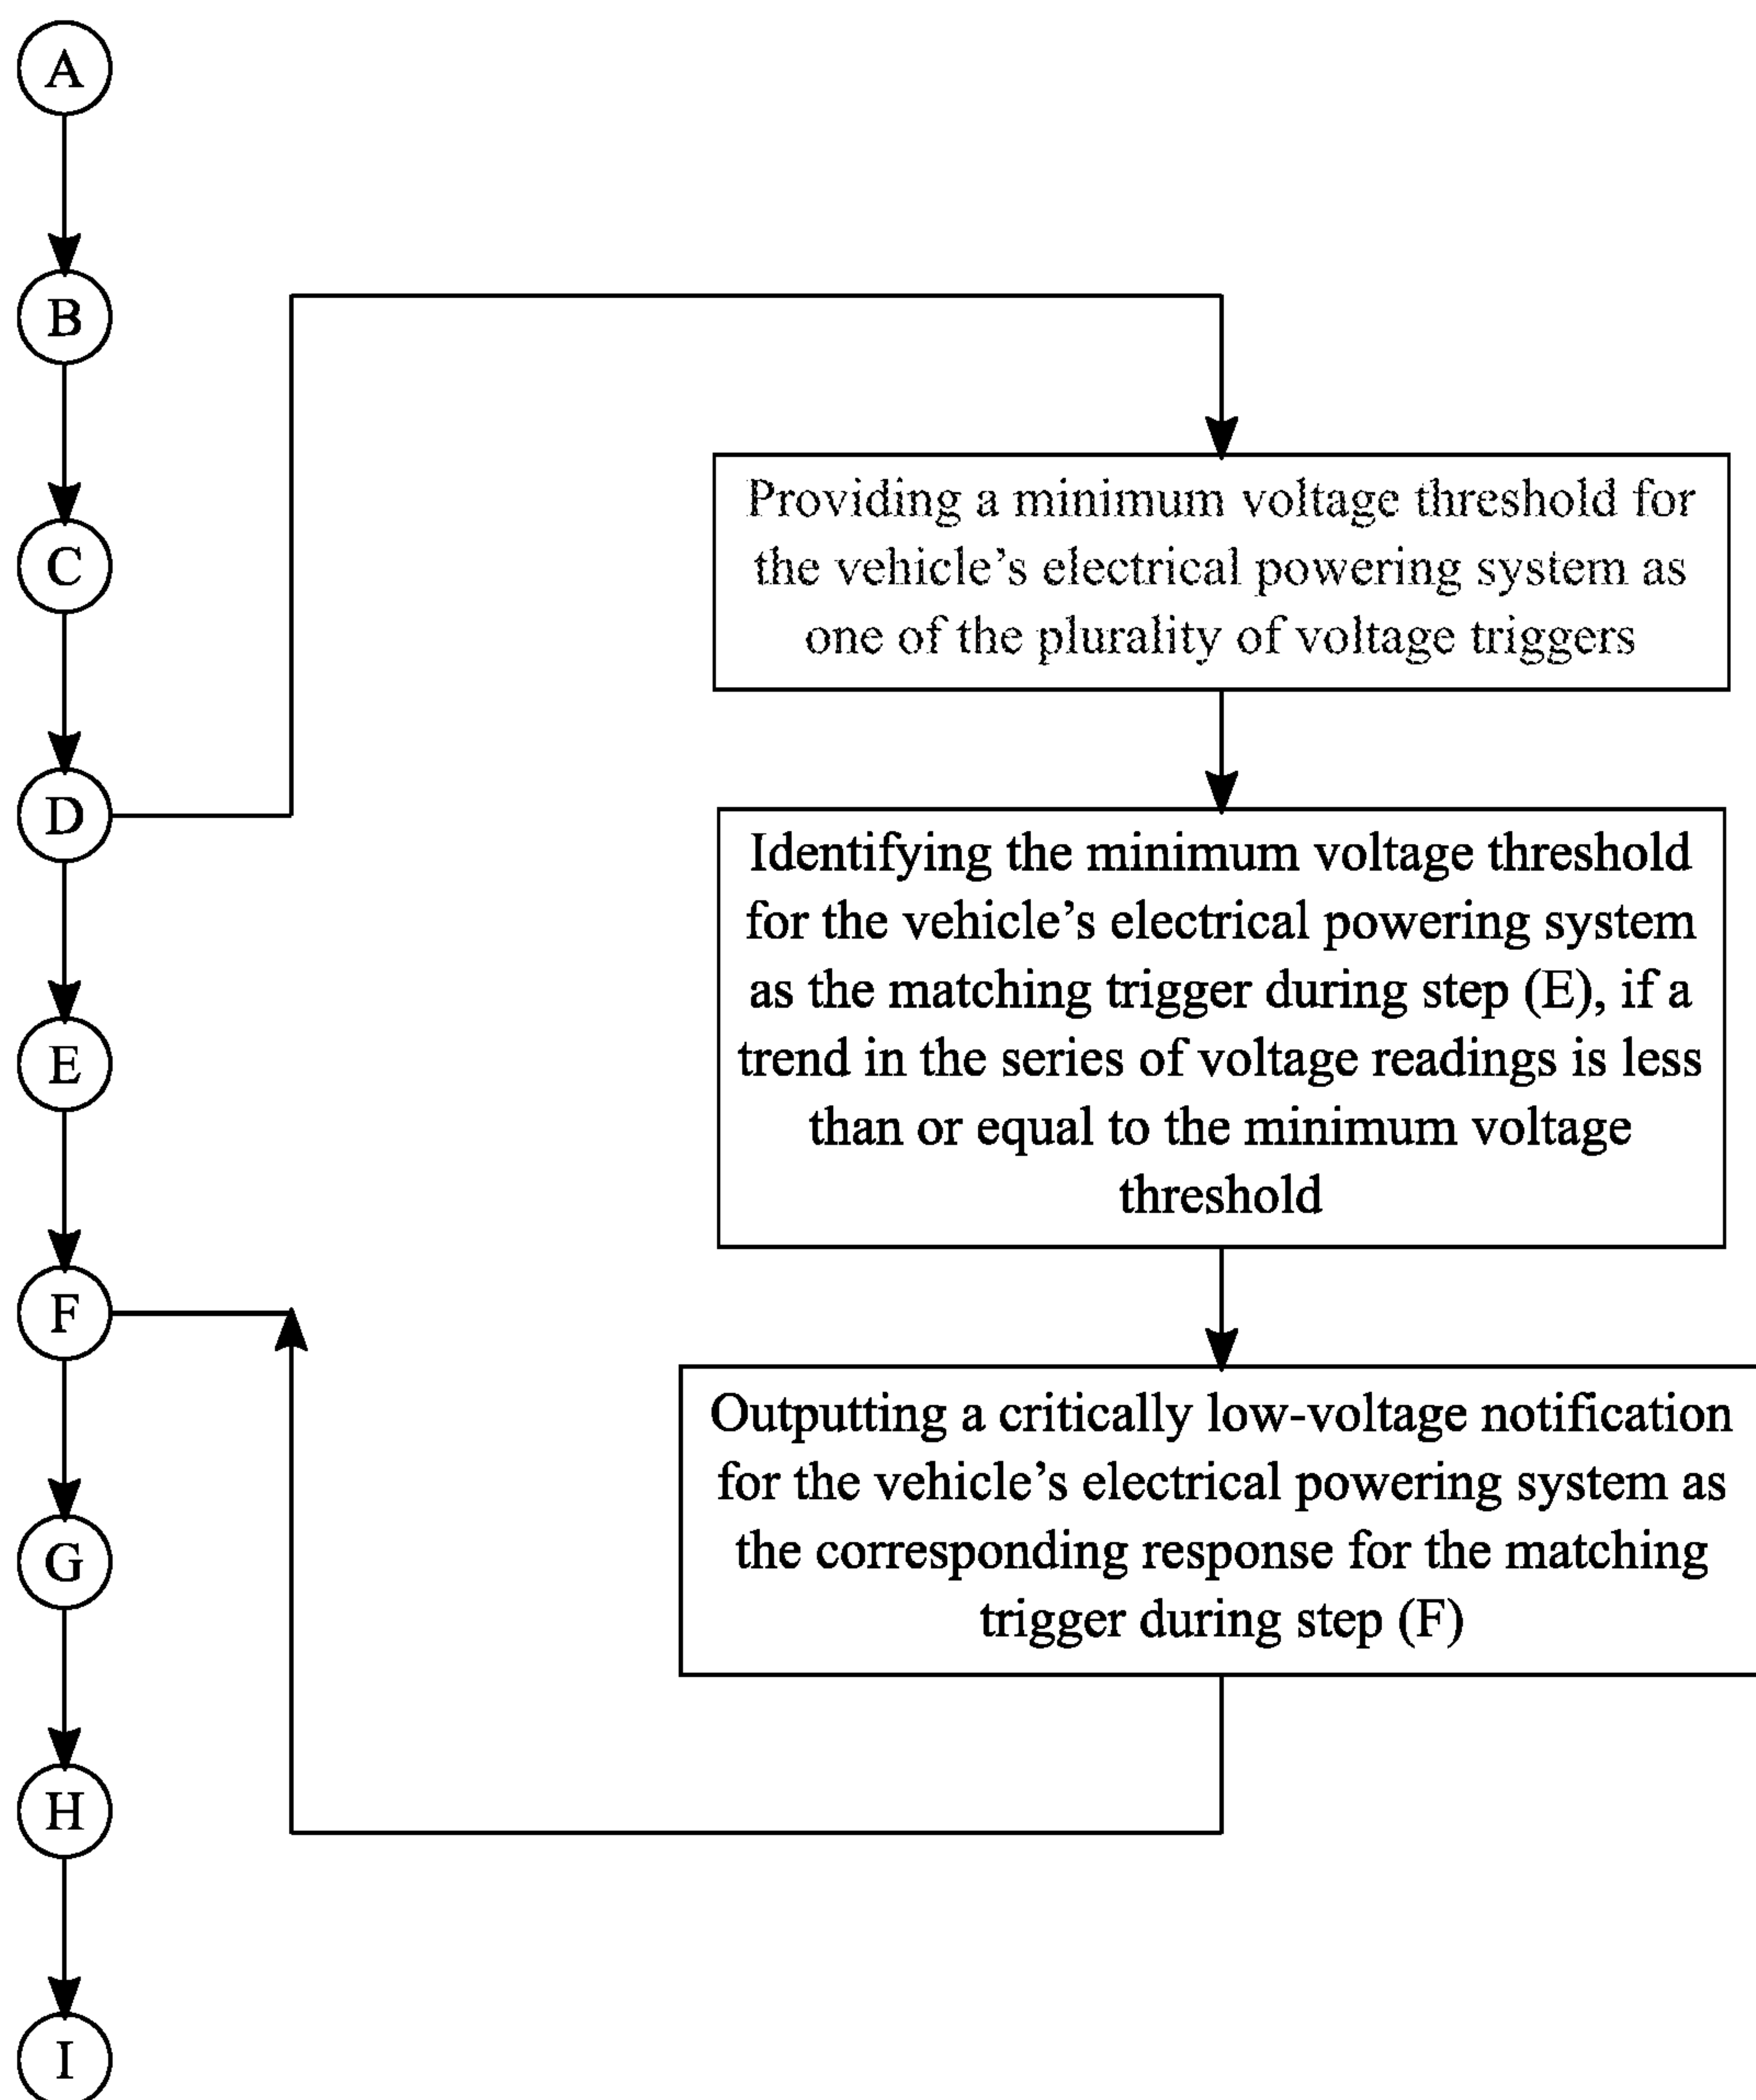 A
B
C
D
E
F
G
H
I
Providing a minimum voltage threshold for
the vehicle’s electrical powering system as
one of the plurality of voltage triggers
Identifying the minimum voltage threshold
for the vehicle’s electrical powering system
as the matching trigger during step (E), if a
trend in the series of voltage readings is less
than or equal to the minimum voltage
threshold
Outputting a critically low-voltage notification
for the vehicle’s electrical powering system as
the corresponding response for the matching
trigger during step (F)